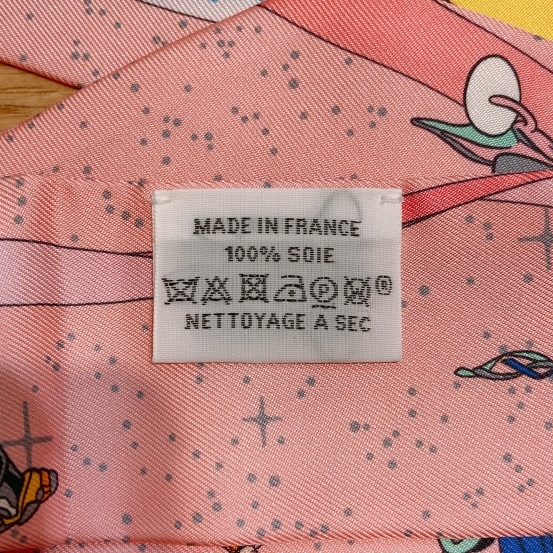 MADE IN FRANCE
100% SOIE
P W ®
NETTOYAGE A SEC